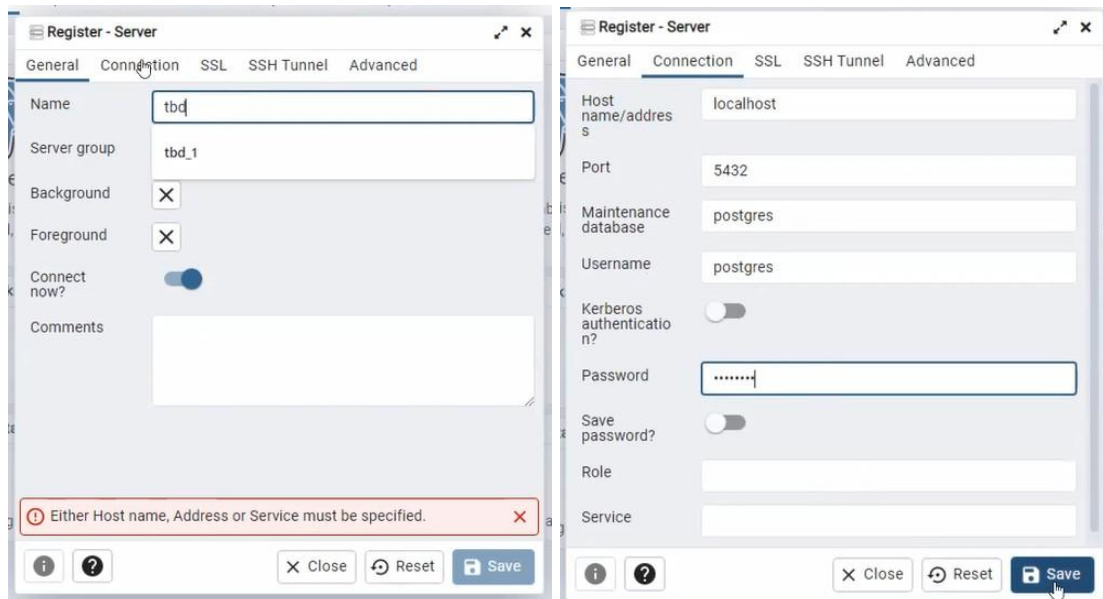 Register - Server
General Connection SSL SSH Tunnel Advanced
Name tbd
Server group tbd_1
Background
Foreground
Connect
now?
Comments
Either Host name, Address or Service must be specified.
Close Reset Save
Register - Server
General Connection SSL SSH Tunnel Advanced
Host
name/addres
s
localhost
Port 5432
Maintenance
database
postgres
Username postgres
Kerberos
authenticatio
n?
Password ••••••••
Save
password?
Role
Service
Close Reset Save